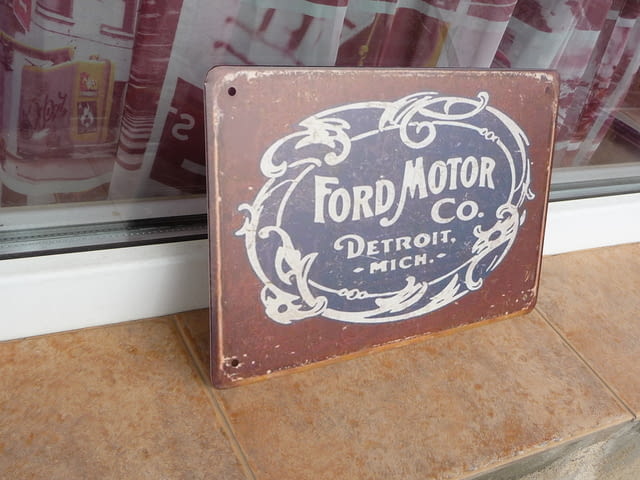 FORD MOTOR
CO.
DETROIT,
- MICH. -